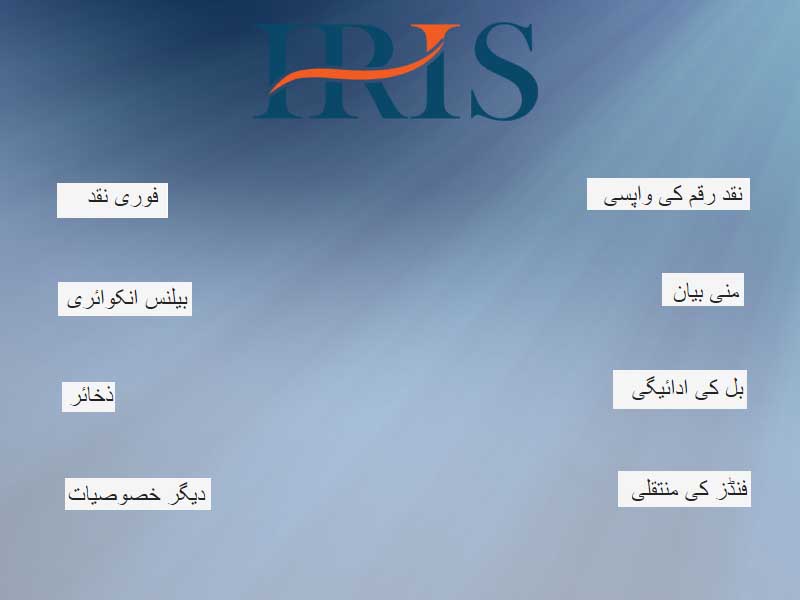 IRIS
نقد رقم کی واپسی
فوری نقد
منی بیان
بیلنس انکوائری
بل کی ادائیگی
ذخائر
فنڈز کی منتقلی
دیگر خصوصیات